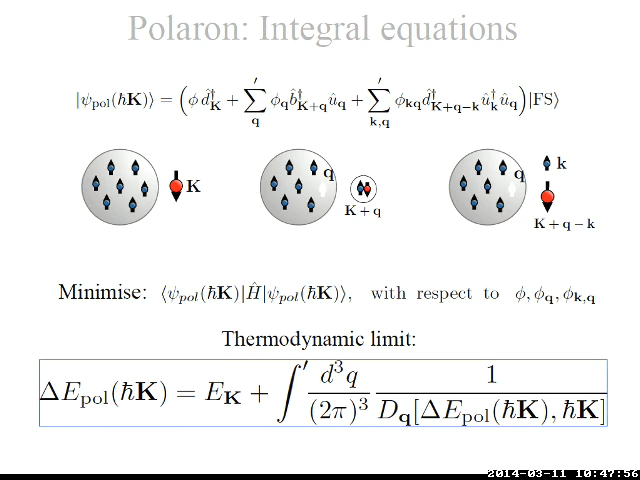 Polaron: Integral equations
|ψ_pol(ħK)⟩ = (ϕ d̂†_K + ∑′_q ϕ_q b̂†_{K+q} û_q + ∑′_{k,q} ϕ_{kq} d̂†_{K+q−k} û†_k û_q)|FS⟩
K q K + q q k K + q − k
Minimise: ⟨ψ_pol(ħK)|Ĥ|ψ_pol(ħK)⟩, with respect to ϕ, ϕ_q, ϕ_{k,q}
Thermodynamic limit:
ΔE_pol(ħK) = E_K + ∫′ d³q/(2π)³ 1/D_q[ΔE_pol(ħK), ħK]
2014-03-11 10:47:56